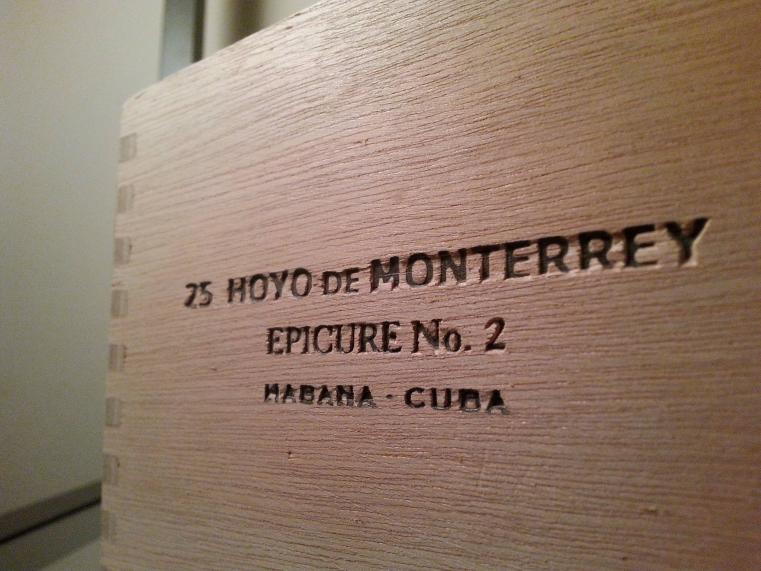 25 HOYO DE MONTERREY
EPICURE No. 2
HABANA · CUBA